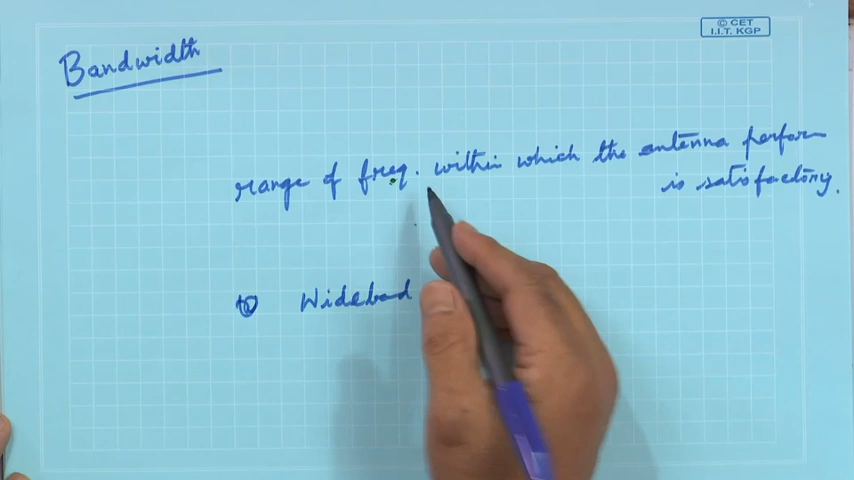 © CET
I.I.T. KGP
Bandwidth
range of freq. within which the antenna perform
is satisfactory.
Wideband